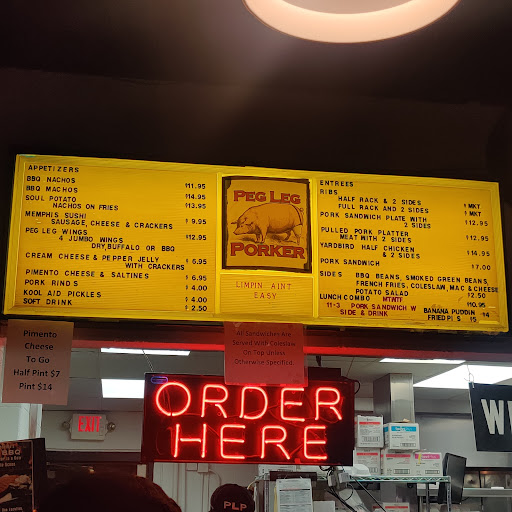 APPETIZERS
BBQ NACHOS $11.95
BBQ MACHOS $14.95
SOUL POTATO
NACHOS ON FRIES $13.95
MEMPHIS SUSHI
SAUSAGE, CHEESE & CRACKERS $9.95
PEG LEG WINGS
4 JUMBO WINGS $12.95
DRY, BUFFALO OR BBQ
CREAM CHEESE & PEPPER JELLY $6.95
WITH CRACKERS
PIMENTO CHEESE & SALTINES $6.95
PORK RINDS $4.00
KOOL AID PICKLES $4.00
SOFT DRINK $2.50
PEG LEG
PORKER
LIMPIN AINT
EASY
ENTREES
RIBS
HALF RACK & 2 SIDES $MKT
FULL RACK AND 2 SIDES $MKT
PORK SANDWICH PLATE WITH
2 SIDES $12.95
PULLED PORK PLATTER
MEAT WITH 2 SIDES $12.95
YARDBIRD HALF CHICKEN
& 2 SIDES $16.95
PORK SANDWICH $7.00
SIDES BBQ BEANS, SMOKED GREEN BEANS,
FRENCH FRIES, COLESLAW, MAC & CHEESE
POTATO SALAD $2.50
LUNCH COMBO MTWTF $10.95
11-3 PORK SANDWICH W
SIDE & DRINK
BANANA PUDDIN 4
FRIED PI S 5
Pimento
Cheese
To Go
Half Pint $7
Pint $14
All Sandwiches Are
Served With Coleslaw
On Top Unless
Otherwise Specified.
ORDER
HERE
EXIT
BBQ
PLP